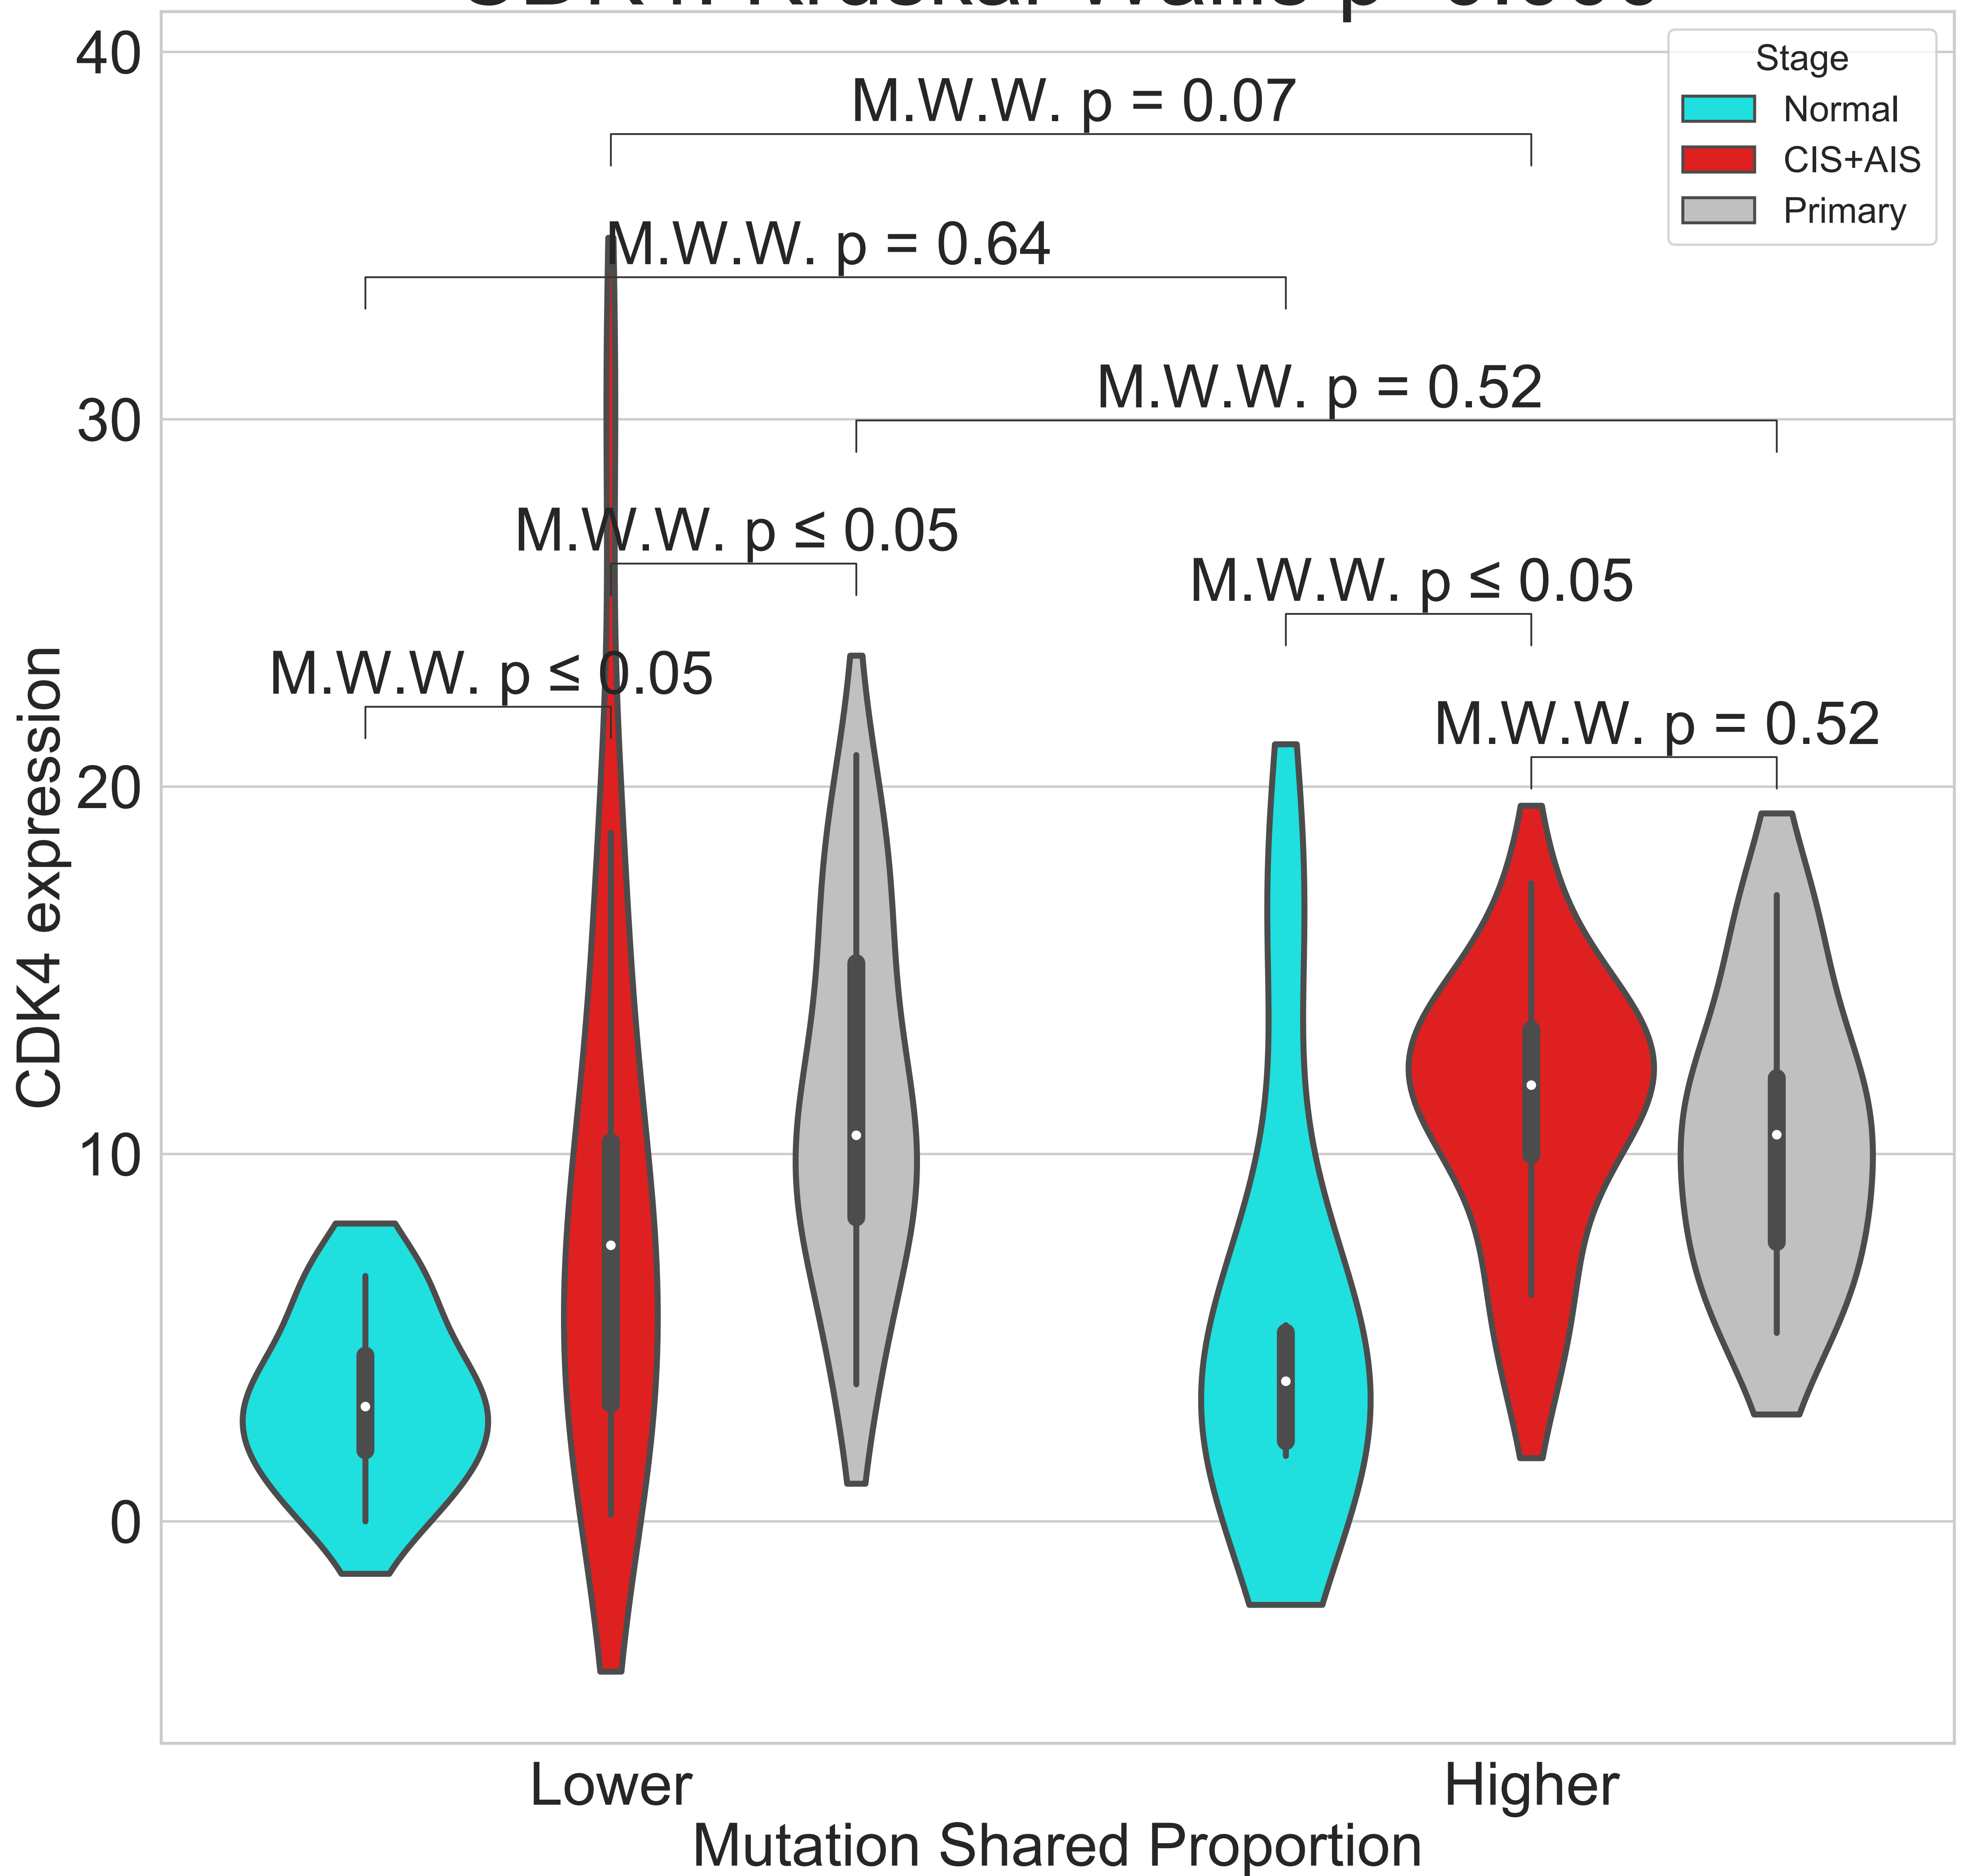 40
30
20
10
0
CDK4 expression
M.W.W. p = 0.07
M.W.W. p = 0.64
M.W.W. p = 0.52
M.W.W. p ≤ 0.05
M.W.W. p ≤ 0.05
M.W.W. p ≤ 0.05
M.W.W. p = 0.52
Stage
Normal
CIS+AIS
Primary
Lower
Higher
Mutation Shared Proportion